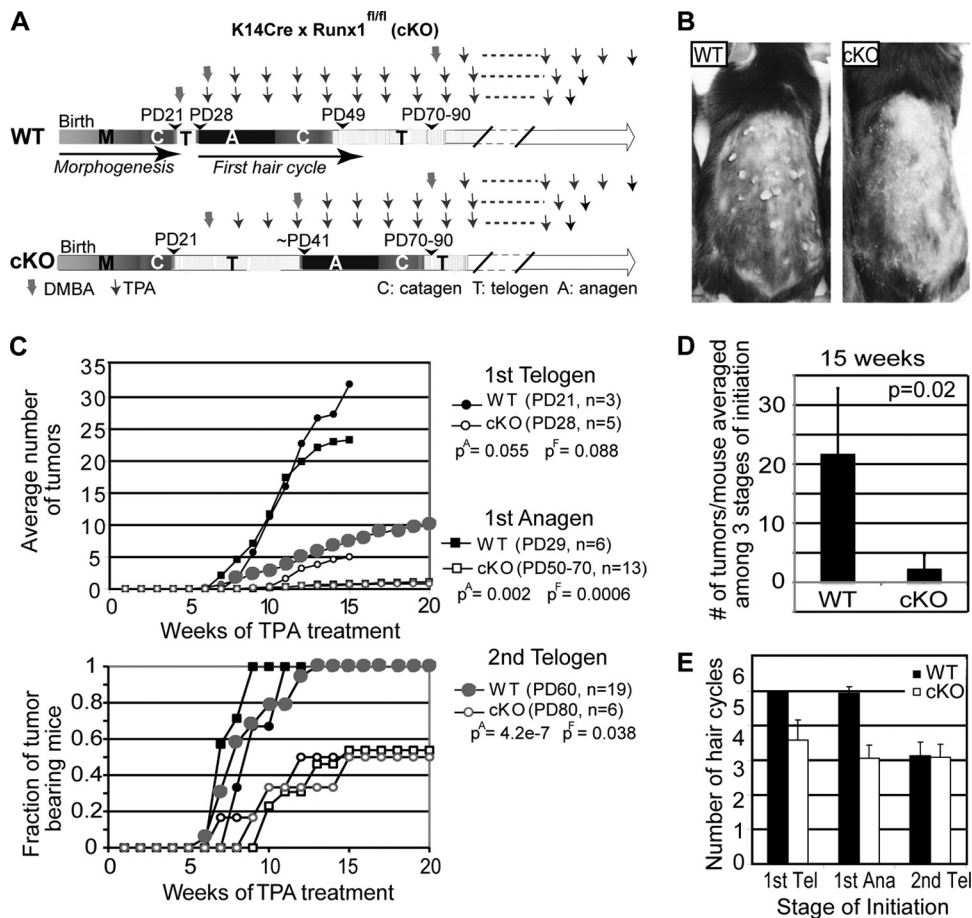 A
K14Cre x Runx1 fl/fl (cKO)
PD21 PD28 PD49 PD70-90
Birth
WT M C T A C T
Morphogenesis First hair cycle
PD21 ~PD41 PD70-90
Birth
cKO M C T A C T
DMBA TPA C: catagen T: telogen A: anagen
B
WT cKO
C
Average number of tumors
35
30
25
20
15
10
5
0
0 5 10 15 20
Weeks of TPA treatment
1st Telogen
WT (PD21, n=3)
cKO (PD28, n=5)
pA= 0.055 pF= 0.088
1st Anagen
WT (PD29, n=6)
cKO (PD50-70, n=13)
pA= 0.002 pF= 0.0006
2nd Telogen
WT (PD60, n=19)
cKO (PD80, n=6)
pA= 4.2e-7 pF= 0.038
Fraction of tumor bearing mice
1
0.8
0.6
0.4
0.2
0
0 5 10 15 20
Weeks of TPA treatment
D
15 weeks
p=0.02
# of tumors/mouse averaged among 3 stages of initiation
30
20
20
0
WT cKO
E
WT
cKO
Number of hair cycles
6
5
4
3
4
0
1st Tel 1st Ana 2nd Tel
Stage of Initiation